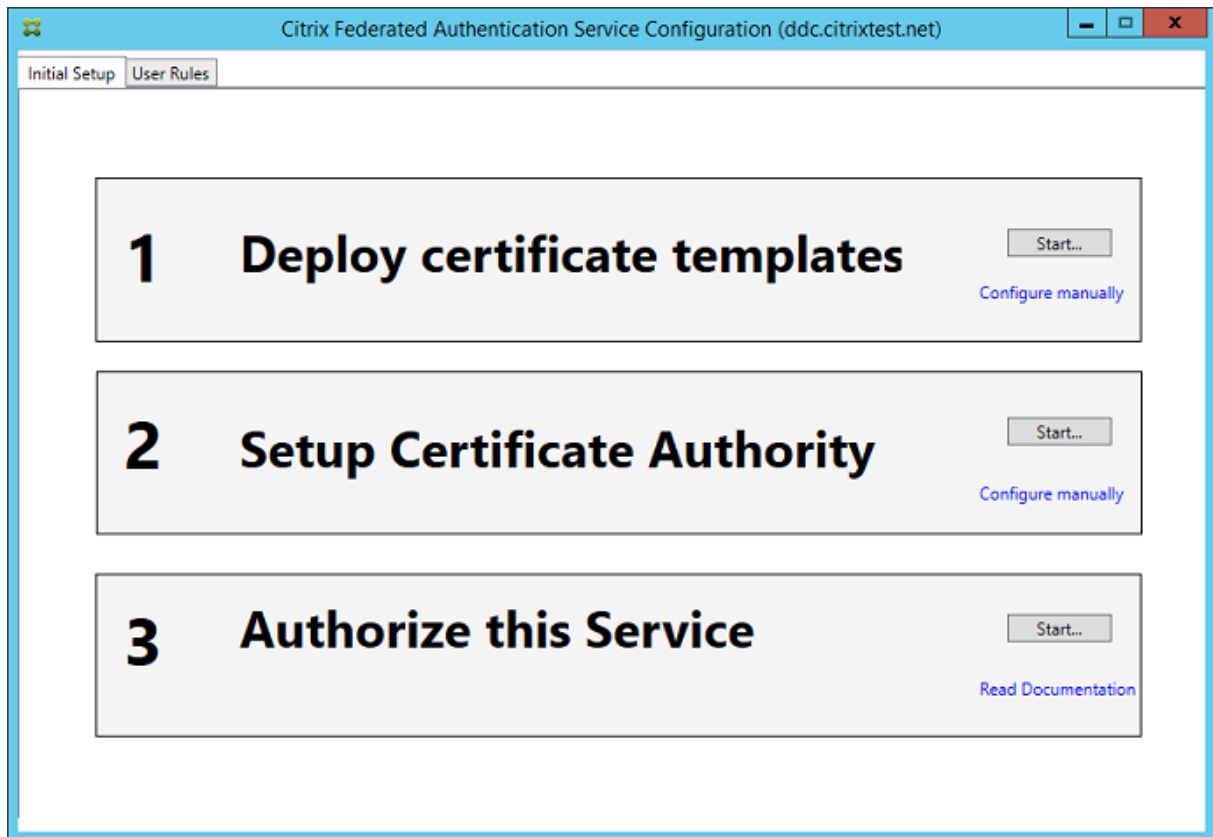 Citrix Federated Authentication Service Configuration (ddc.citrixtest.net)
Initial Setup User Rules
1 Deploy certificate templates
Start...
Configure manually
2 Setup Certificate Authority
Start...
Configure manually
3 Authorize this Service
Start...
Read Documentation